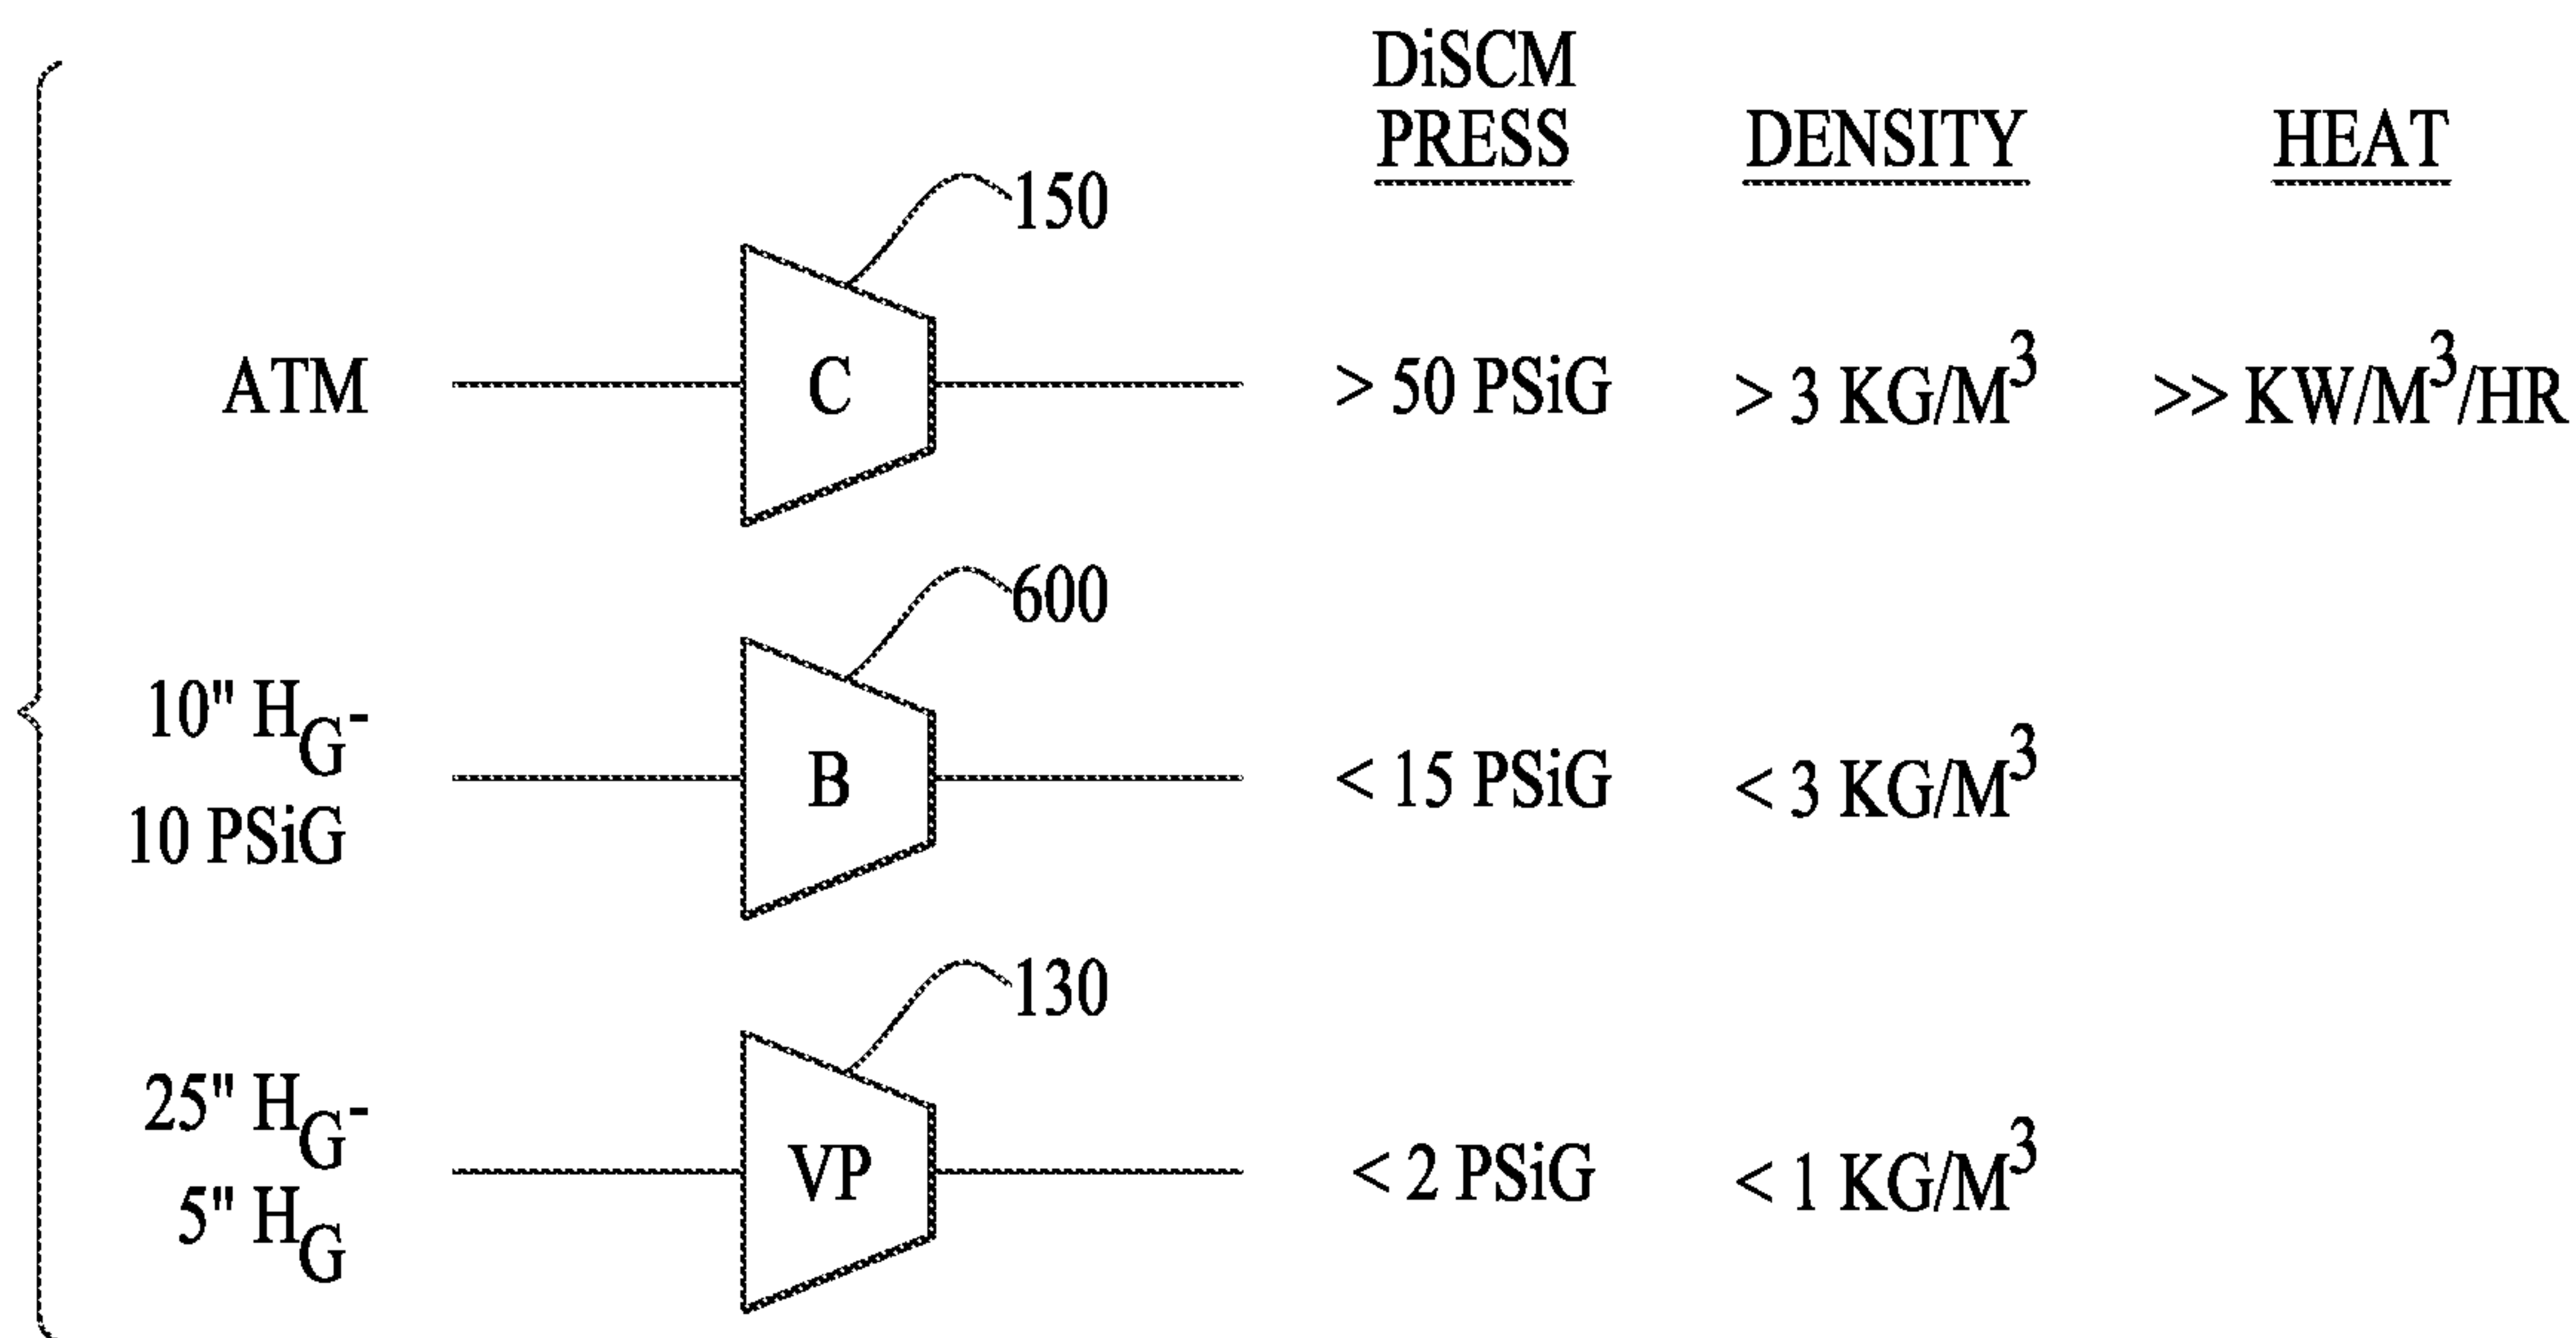 DiSCM
PRESS DENSITY HEAT
150
ATM C > 50 PSiG > 3 KG/M³ >> KW/M³/HR
600
10" HG-
10 PSiG B < 15 PSiG < 3 KG/M³
130
25" HG-
5" HG VP < 2 PSiG < 1 KG/M³